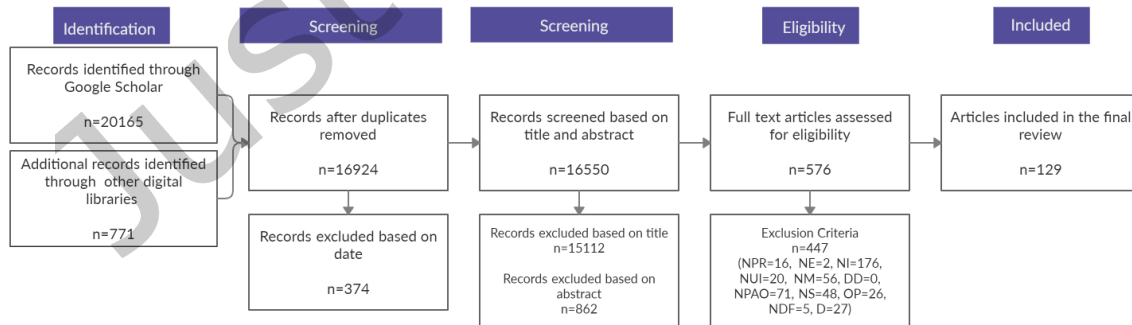 Identification
Records identified through
Google Scholar
n=20165
Additional records identified
through other digital
libraries
n=771
Screening
Records after duplicates
removed
n=16924
Records excluded based on
date
n=374
Screening
Records screened based on
title and abstract
n=16550
Records excluded based on title
n=15112
Records excluded based on
abstract
n=862
Eligibility
Full text articles assessed
for eligibility
n=576
Exclusion Criteria
n=447
(NPR=16, NE=2, NI=176,
NUI=20, NM=56, DD=0,
NPAO=71, NS=48, OP=26,
NDF=5, D=27)
Included
Articles included in the final
review
n=129
Just